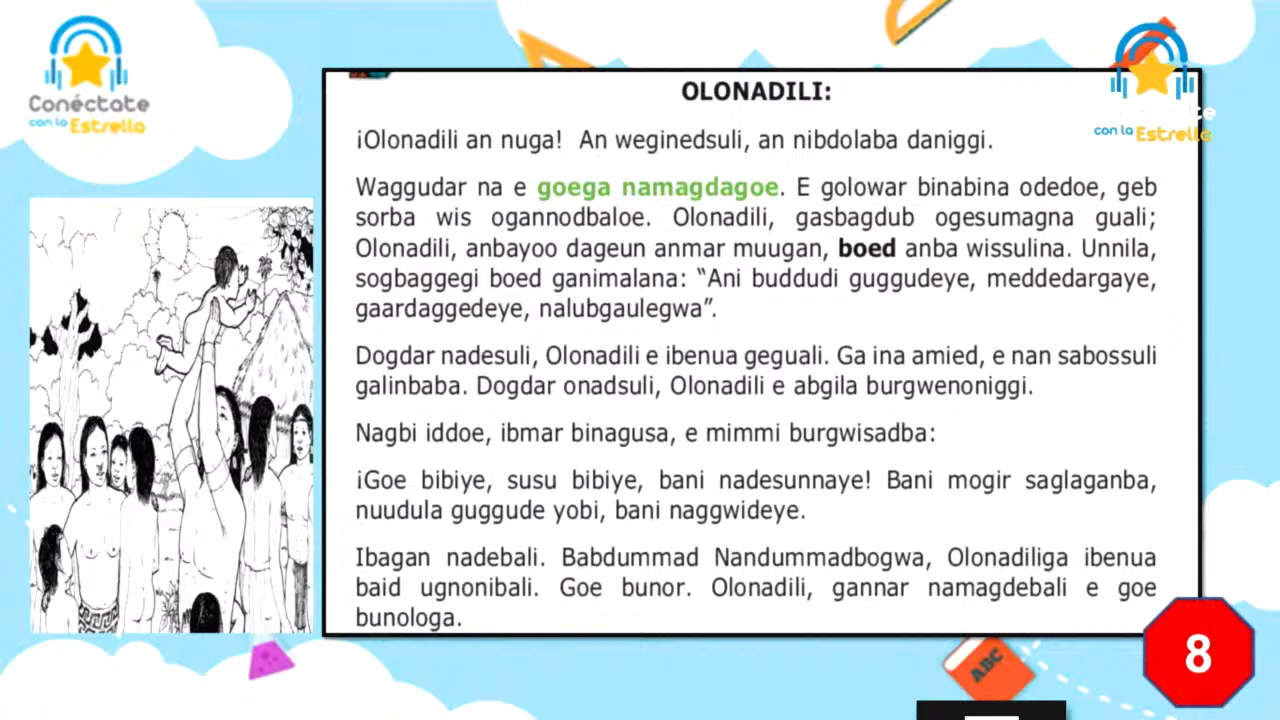 Conéctate
con la Estrella
con la Estrella
OLONADILI:
¡Olonadili an nuga! An weginedsuli, an nibdolaba daniggi.
Waggudar na e goega namagdagoe. E golowar binabina odedoe, geb
sorba wis ogannodbaloe. Olonadili, gasbagdub ogesumagna guali;
Olonadili, anbayoo dageun anmar muugan, boed anba wissulina. Unnila,
sogbaggegi boed ganimalana: “Ani buddudi guggudeye, meddedargaye,
gaardaggedeye, nalubgaulegwa”.
Dogdar nadesuli, Olonadili e ibenua geguali. Ga ina amied, e nan sabossuli
galinbaba. Dogdar onadsuli, Olonadili e abgila burgwenoniggi.
Nagbi iddoe, ibmar binagusa, e mimmi burgwisadba:
¡Goe bibiye, susu bibiye, bani nadesunnaye! Bani mogir saglaganba,
nuudula guggude yobi, bani naggwideye.
Ibagan nadebali. Babdummad Nandummadbogwa, Olonadiliga ibenua
baid ugnonibali. Goe bunor. Olonadili, gannar namagdebali e goe
bunologa.
ABC
8